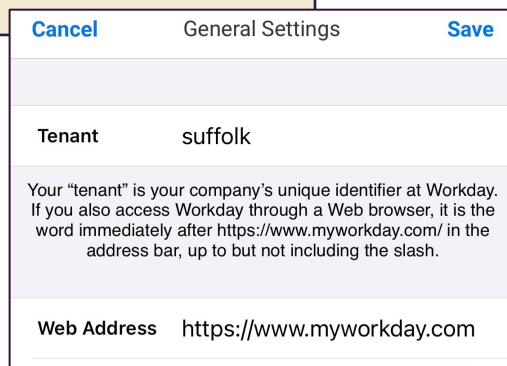 Cancel General Settings Save
Tenant suffolk
Your “tenant” is your company’s unique identifier at Workday.
If you also access Workday through a Web browser, it is the
word immediately after https://www.myworkday.com/ in the
address bar, up to but not including the slash.
Web Address https://www.myworkday.com